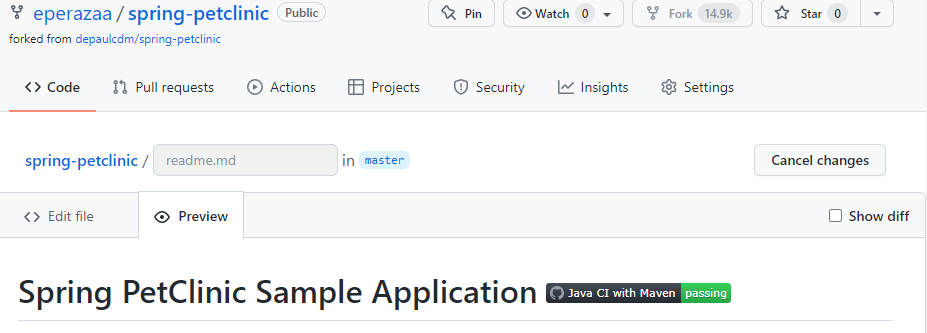 eperazaa / spring-petclinic Public Pin Watch 0 Fork 14.9k Star 0
forked from depaulcdm/spring-petclinic
Code Pull requests Actions Projects Security Insights Settings
spring-petclinic / readme.md in master Cancel changes
Edit file Preview Show diff
Spring PetClinic Sample Application Java CI with Maven passing